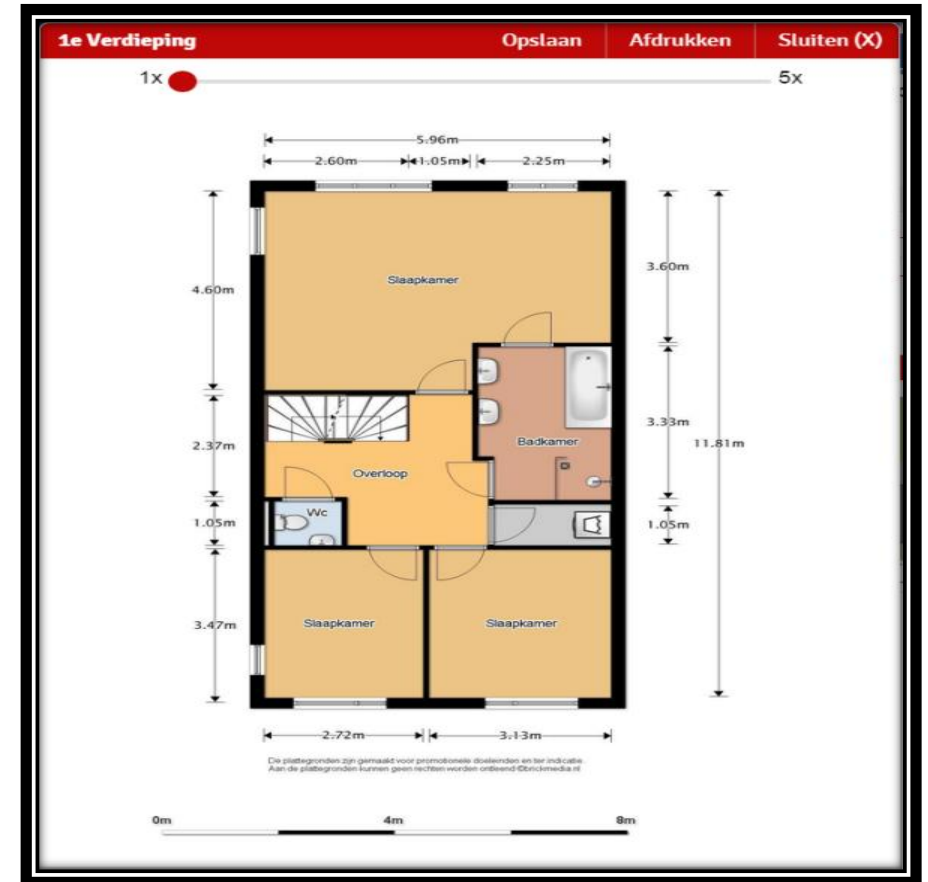 1e Verdieping Opslaan Afdrukken Sluiten (X)
1x 5x
5.96m
2.60m 1.05m 2.25m
3.60m
Slaapkamer
4.60m
3.33m
Badkamer
11.81m
2.37m
Overloop
Wc
1.05m
1.05m
Slaapkamer
Slaapkamer
3.47m
2.72m 3.13m
De plattegronden zijn gemaakt voor promotionele doeleinden en ter indicatie.
Aan de plattegronden kunnen geen rechten worden ontleend ©brickmedia.nl
0m 4m 8m